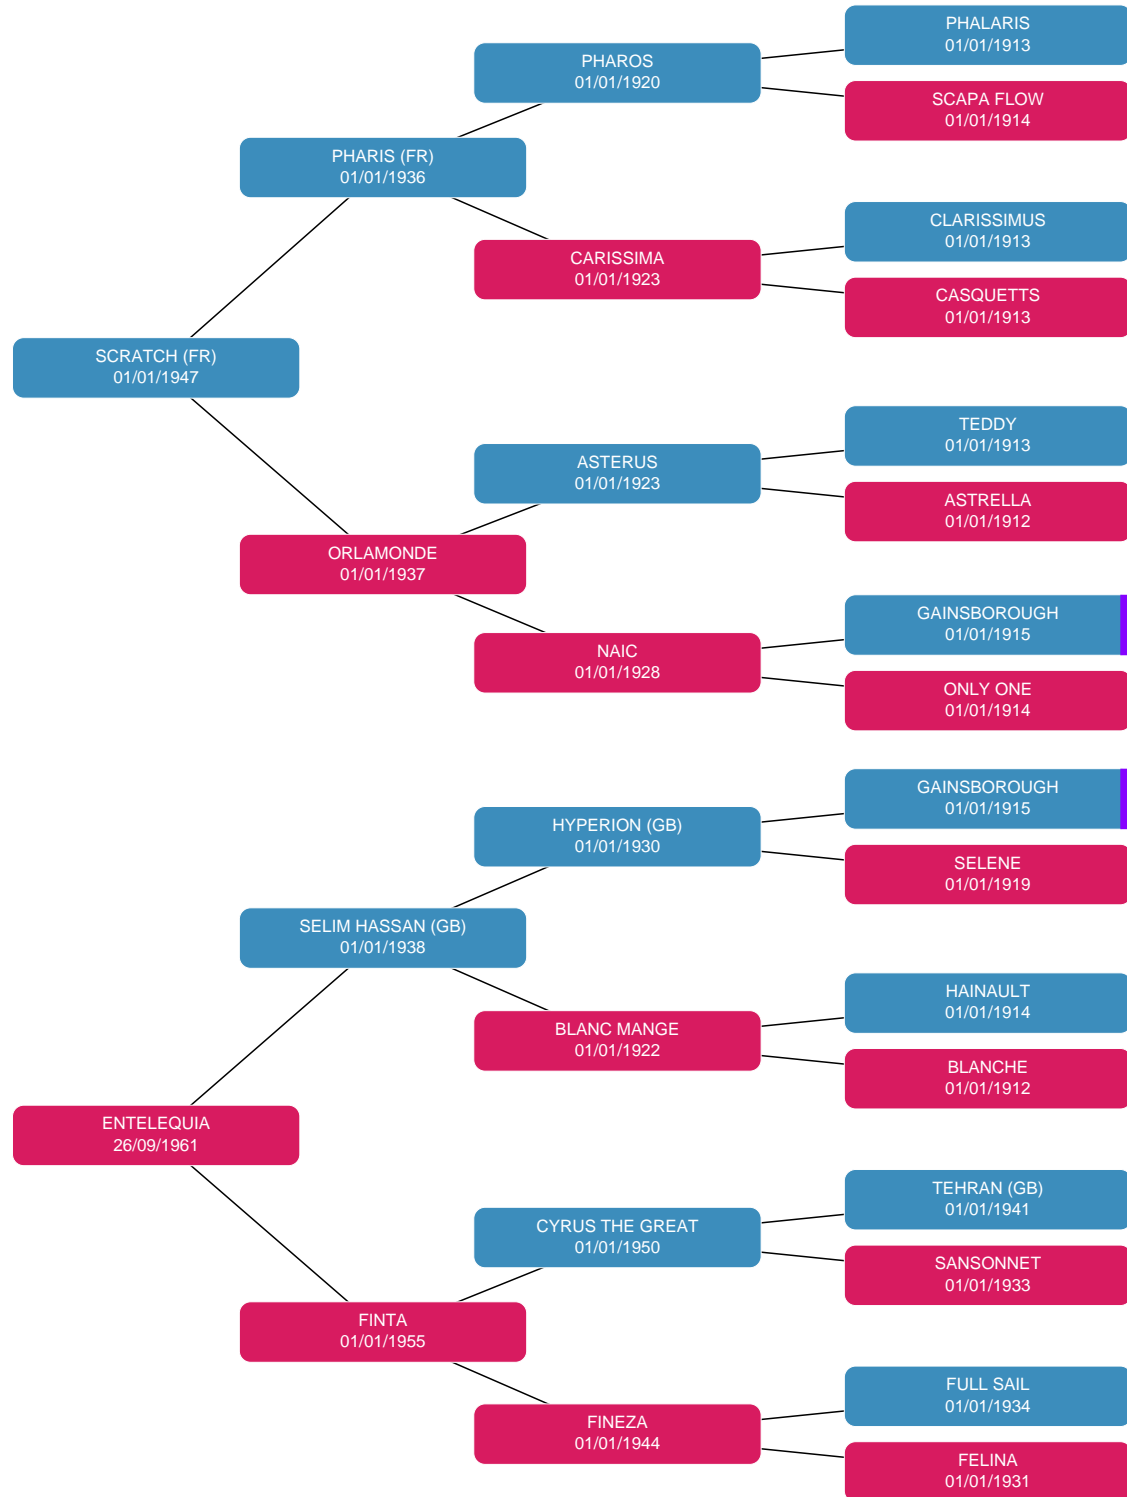 PHALARIS
01/01/1913
PHAROS
01/01/1920
SCAPA FLOW
01/01/1914
PHARIS (FR)
01/01/1936
CLARISSIMUS
01/01/1913
CARISSIMA
01/01/1923
CASQUETTS
01/01/1913
SCRATCH (FR)
01/01/1947
TEDDY
01/01/1913
ASTERUS
01/01/1923
ASTRELLA
01/01/1912
ORLAMONDE
01/01/1937
GAINSBOROUGH
01/01/1915
NAIC
01/01/1928
ONLY ONE
01/01/1914
GAINSBOROUGH
01/01/1915
HYPERION (GB)
01/01/1930
SELENE
01/01/1919
SELIM HASSAN (GB)
01/01/1938
HAINAULT
01/01/1914
BLANC MANGE
01/01/1922
BLANCHE
01/01/1912
ENTELEQUIA
26/09/1961
TEHRAN (GB)
01/01/1941
CYRUS THE GREAT
01/01/1950
SANSONNET
01/01/1933
FINTA
01/01/1955
FULL SAIL
01/01/1934
FINEZA
01/01/1944
FELINA
01/01/1931